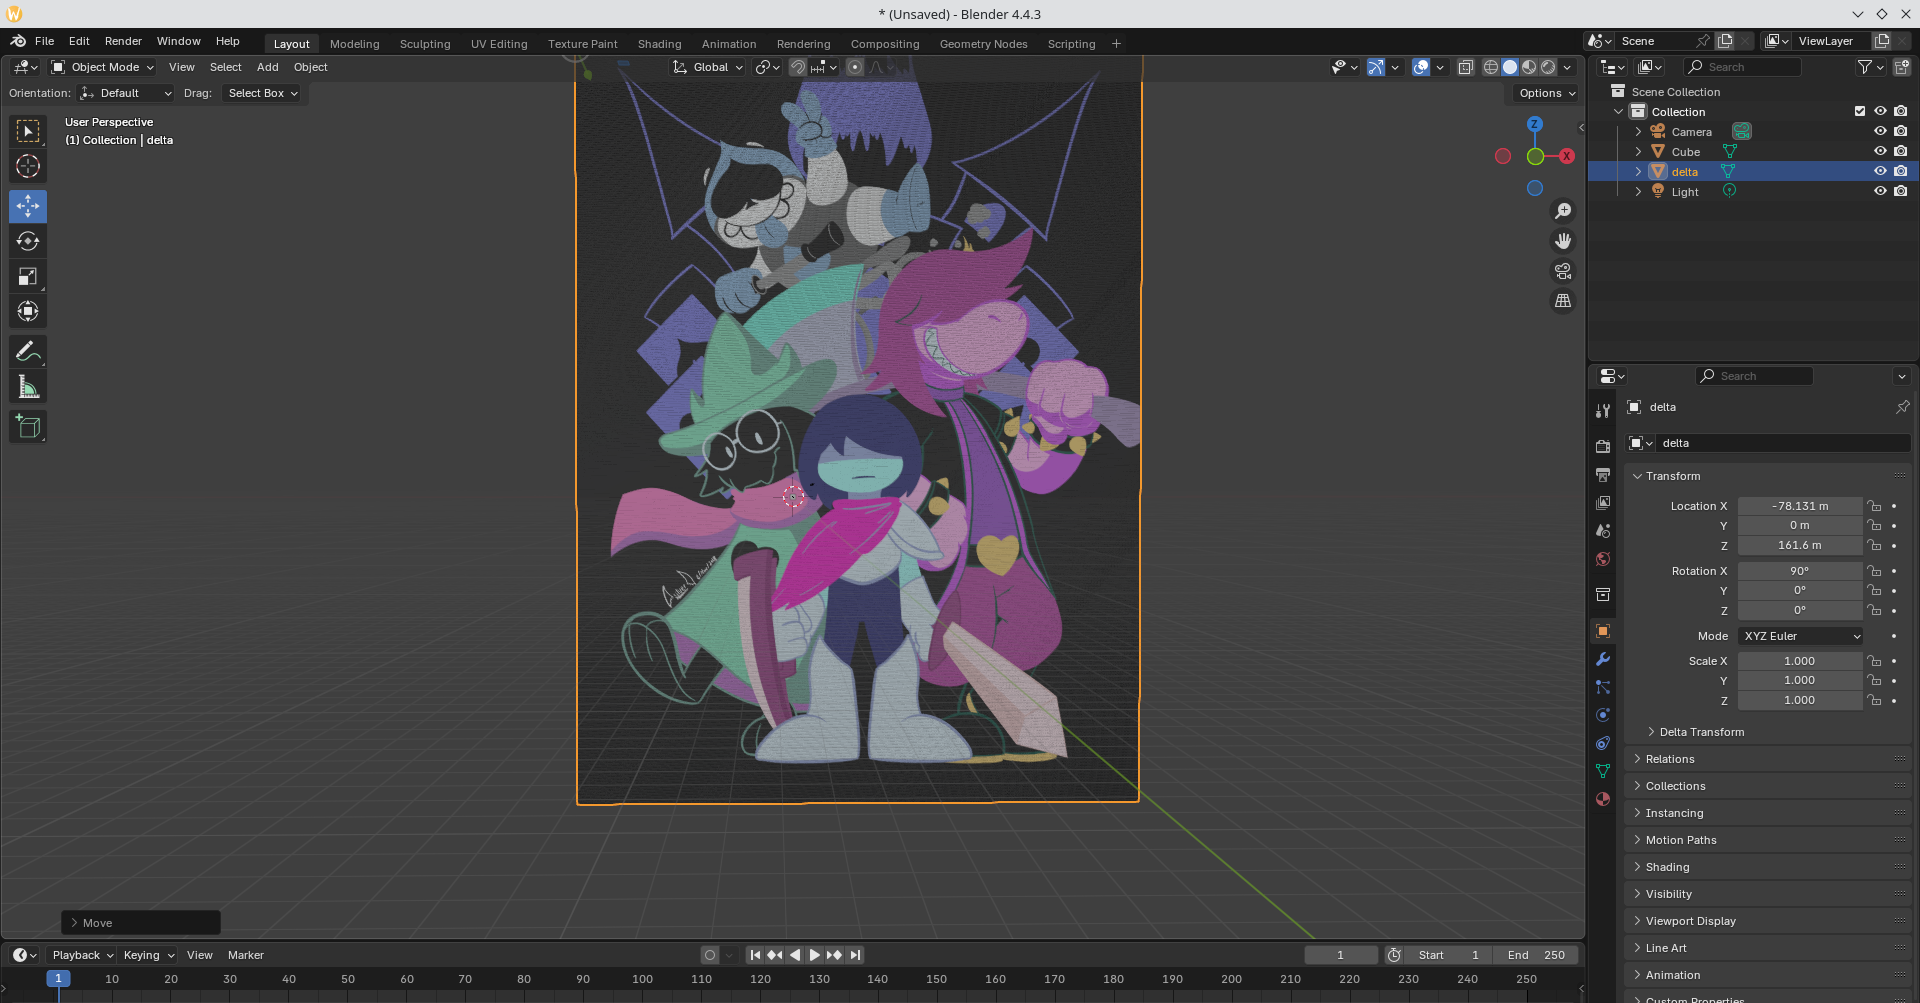 * (Unsaved) - Blender 4.4.3
File Edit Render Window Help Layout Modeling Sculpting UV Editing Texture Paint Shading Animation Rendering Compositing Geometry Nodes Scripting + Scene ViewLayer
Object Mode View Select Add Object Global Search
Orientation: Default Drag: Select Box Options
User Perspective
(1) Collection | delta
Z
X
Scene Collection
Collection
Camera
Cube
delta
Light
Search
delta
delta
Transform
Location X -78.131 m
Y 0 m
Z 161.6 m
Rotation X 90°
Y 0°
Z 0°
Mode XYZ Euler
Scale X 1.000
Y 1.000
Z 1.000
Delta Transform
Relations
Collections
Instancing
Motion Paths
Shading
Visibility
Viewport Display
Line Art
Animation
Custom Properties
Move
Playback Keying View Marker 1 Start 1 End 250
1 10 20 30 40 50 60 70 80 90 100 110 120 130 140 150 160 170 180 190 200 210 220 230 240 250